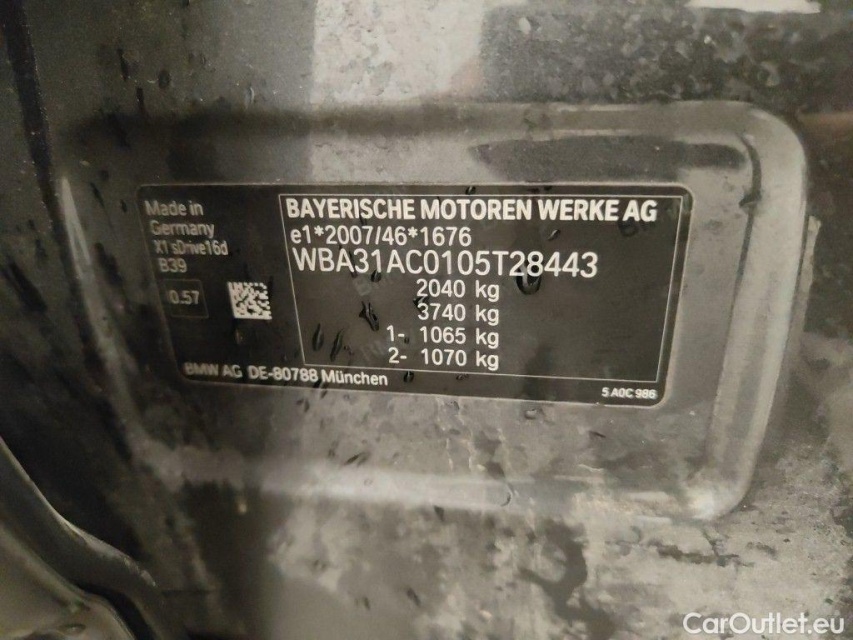 Made in
Germany
X1 sDrive16d
B39
0.57
BAYERISCHE MOTOREN WERKE AG
e1*2007/46*1676
WBA31AC0105T28443
2040 kg
3740 kg
1- 1065 kg
2- 1070 kg
BMW AG DE-80788 München
5 A0C 986
CarOutlet.eu